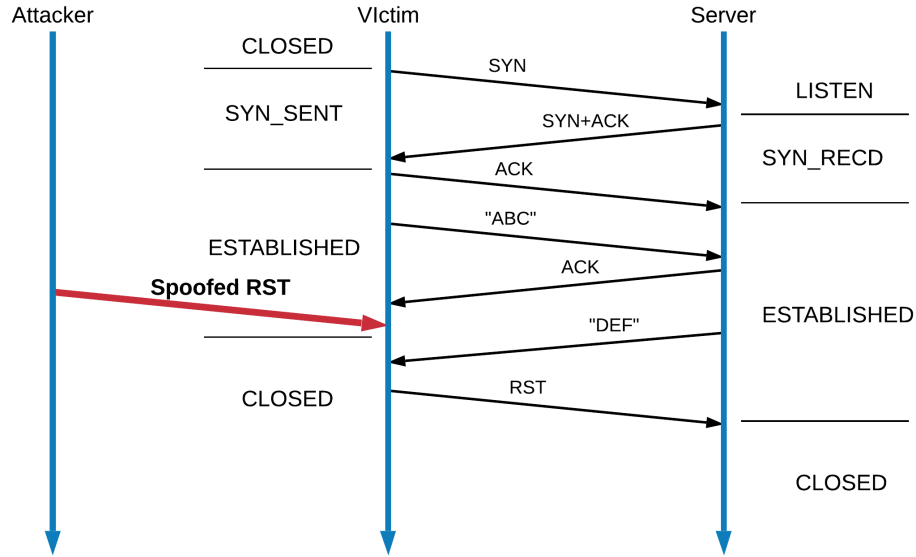 Attacker
VIctim
Server
CLOSED
SYN
LISTEN
SYN_SENT
SYN+ACK
SYN_RECD
ACK
"ABC"
ESTABLISHED
ACK
Spoofed RST
ESTABLISHED
"DEF"
RST
CLOSED
CLOSED